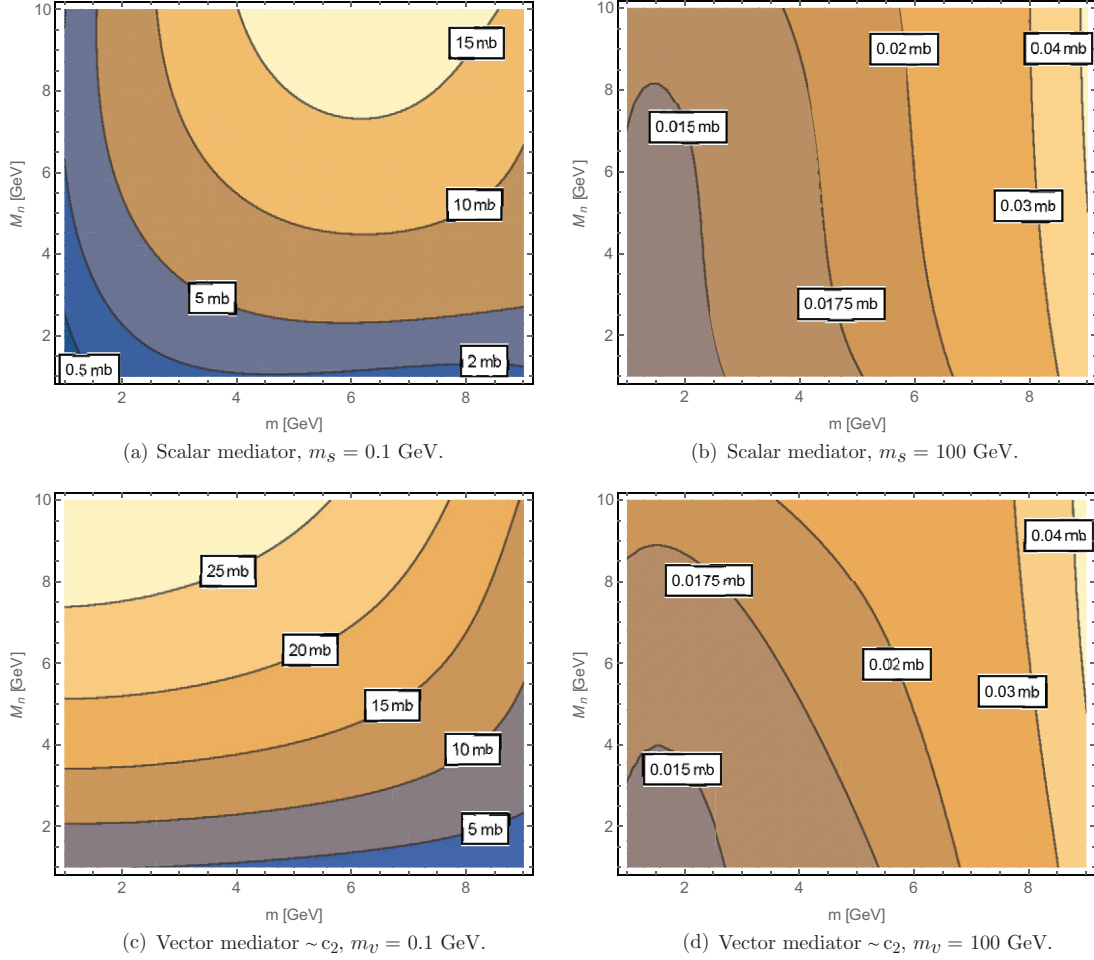 10
8
6
4
2
M_n [GeV]
15 mb
10 mb
5 mb
2 mb
0.5 mb
2 4 6 8
m [GeV]
(a) Scalar mediator, m_s = 0.1 GeV.
10
8
6
4
2
M_n [GeV]
0.02 mb
0.04 mb
0.015 mb
0.03 mb
0.0175 mb
2 4 6 8
m [GeV]
(b) Scalar mediator, m_s = 100 GeV.
10
8
6
4
2
M_n [GeV]
25 mb
20 mb
15 mb
10 mb
5 mb
2 4 6 8
m [GeV]
(c) Vector mediator ~ c₂, m_v = 0.1 GeV.
10
8
6
4
2
M_n [GeV]
0.04 mb
0.0175 mb
0.02 mb
0.03 mb
0.015 mb
2 4 6 8
m [GeV]
(d) Vector mediator ~ c₂, m_v = 100 GeV.